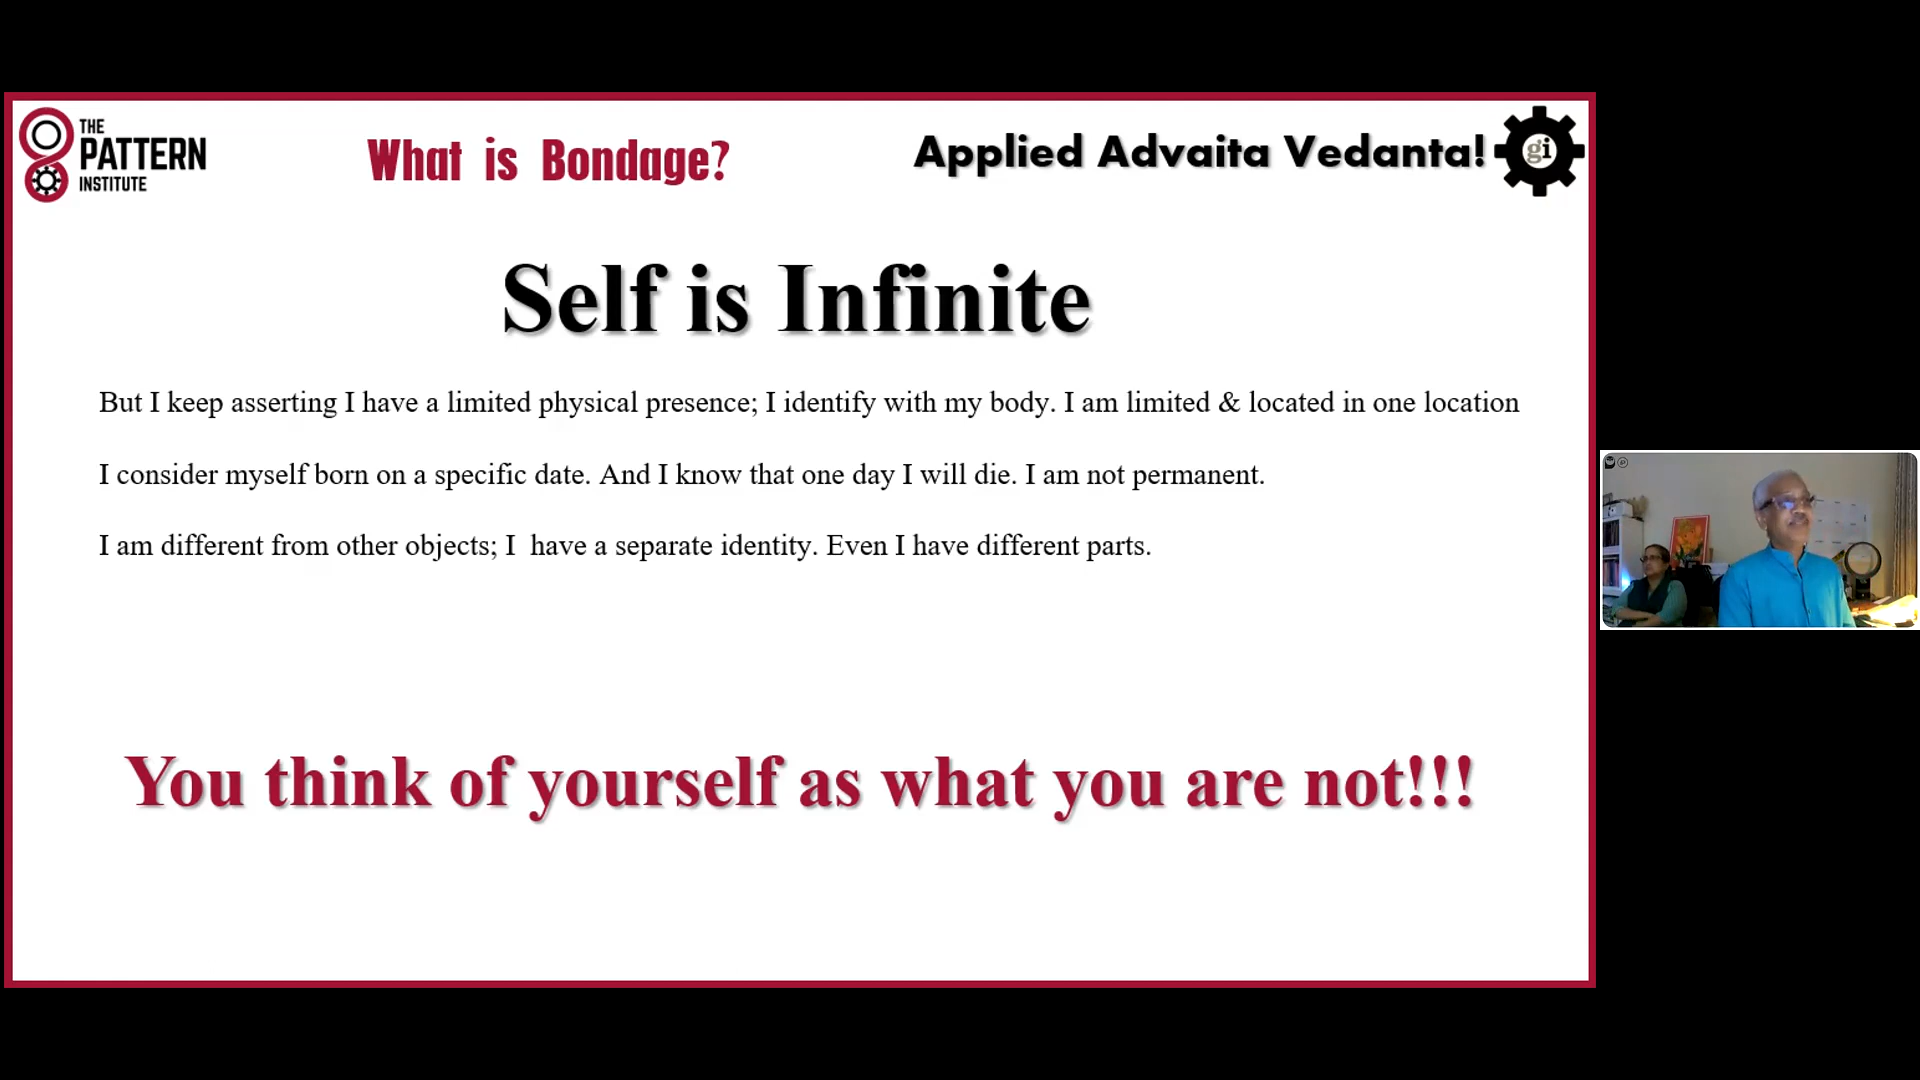 THE
PATTERN
INSTITUTE
What is Bondage?
Applied Advaita Vedanta!
gi
Self is Infinite
But I keep asserting I have a limited physical presence; I identify with my body. I am limited & located in one location
I consider myself born on a specific date. And I know that one day I will die. I am not permanent.
I am different from other objects; I  have a separate identity. Even I have different parts.
You think of yourself as what you are not!!!